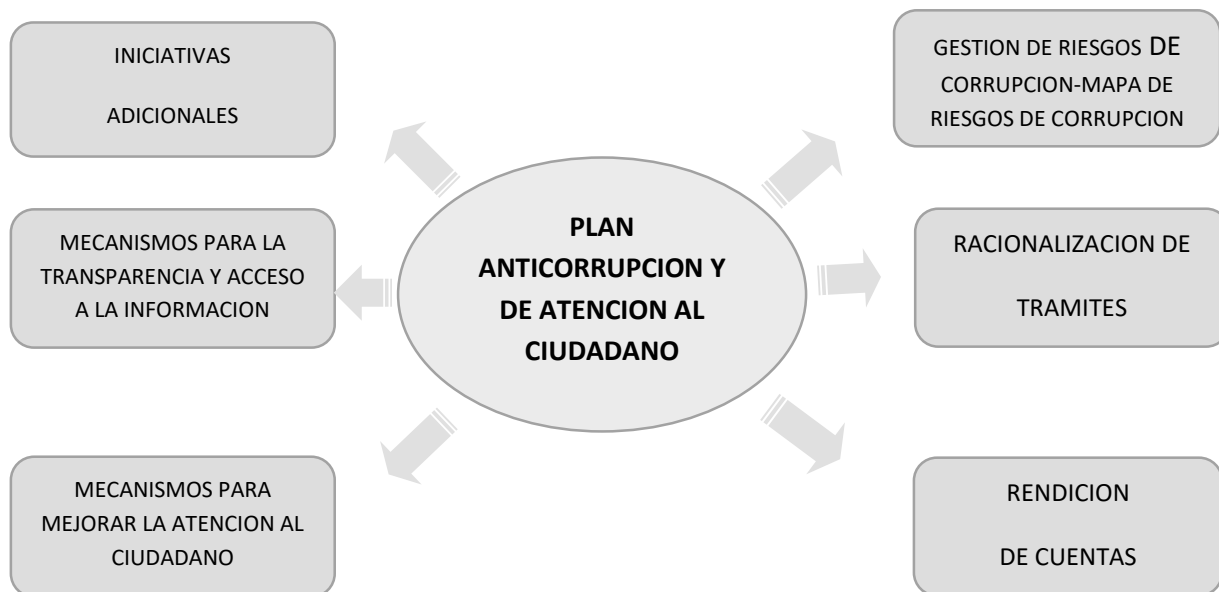 INICIATIVAS
ADICIONALES
GESTION DE RIESGOS DE
CORRUPCION-MAPA DE
RIESGOS DE CORRUPCION
MECANISMOS PARA LA
TRANSPARENCIA Y ACCESO
A LA INFORMACION
PLAN
ANTICORRUPCION Y
DE ATENCION AL
CIUDADANO
RACIONALIZACION DE
TRAMITES
MECANISMOS PARA
MEJORAR LA ATENCION AL
CIUDADANO
RENDICION
DE CUENTAS